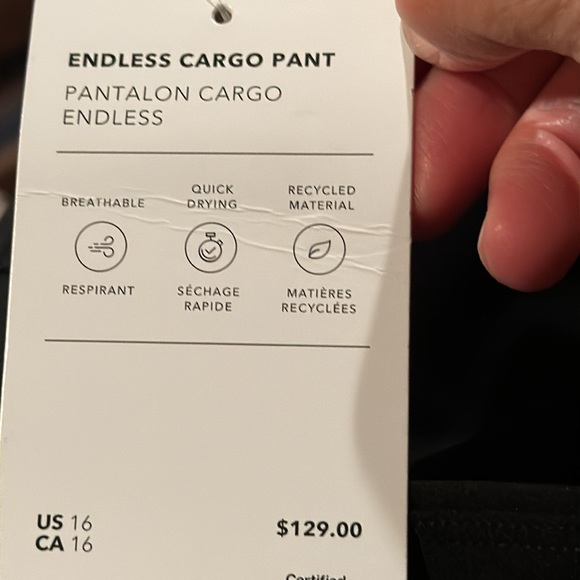 ENDLESS CARGO PANT
PANTALON CARGO
ENDLESS
BREATHABLE
QUICK
DRYING
RECYCLED
MATERIAL
RESPIRANT
SÉCHAGE
RAPIDE
MATIÈRES
RECYCLÉES
US 16
CA 16
$129.00
Certified